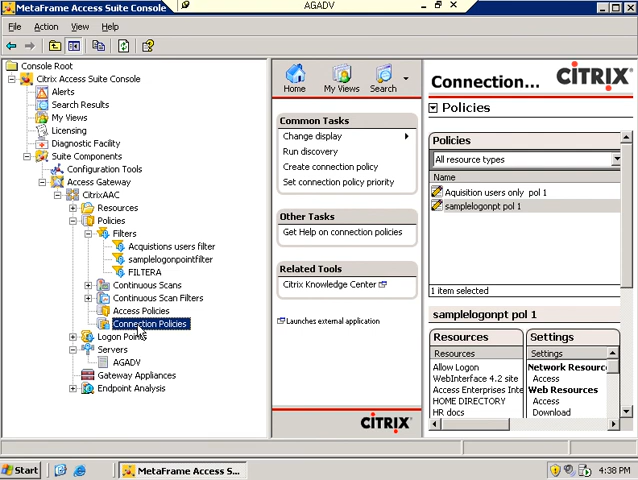 MetaFrame Access Suite Console
AGADV
File Action View Help
Console Root
Citrix Access Suite Console
Alerts
Search Results
My Views
Licensing
Diagnostic Facility
Suite Components
Configuration Tools
Access Gateway
CitrixAAC
Resources
Policies
Filters
Acquistions users filter
samplelogonpointfilter
FILTERA
Continuous Scans
Continuous Scan Filters
Access Policies
Connection Policies
Logon Points
Servers
AGADV
Gateway Appliances
Endpoint Analysis
Home My Views Search
Common Tasks
Change display
Run discovery
Create connection policy
Set connection policy priority
Other Tasks
Get Help on connection policies
Related Tools
Citrix Knowledge Center
Launches external application
CITRIX
Connection... CITRIX
Policies
Policies
All resource types
Name
Aquisition users only pol 1
samplelogonpt pol 1
1 item selected
samplelogonpt pol 1
Resources
Resources
Allow Logon
WebInterface 4.2 site
Access Enterprises Inte
HOME DIRECTORY
HR docs
Settings
Settings
Network Resourc
Access
Web Resources
Access
Download
Start
MetaFrame Access S...
4:38 PM